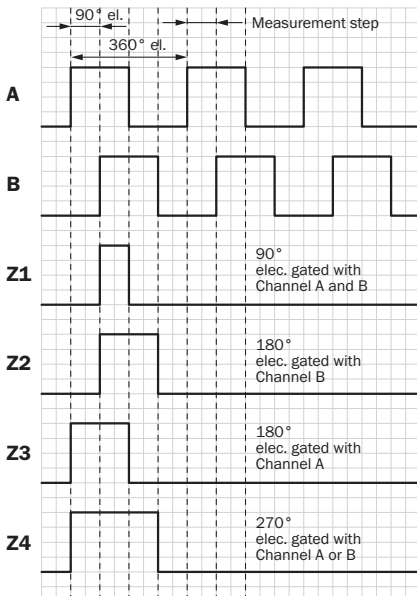 90° el.
Measurement step
360° el.
A
B
Z1
90°
elec. gated with
Channel A and B
Z2
180°
elec. gated with
Channel B
Z3
180°
elec. gated with
Channel A
Z4
270°
elec. gated with
Channel A or B